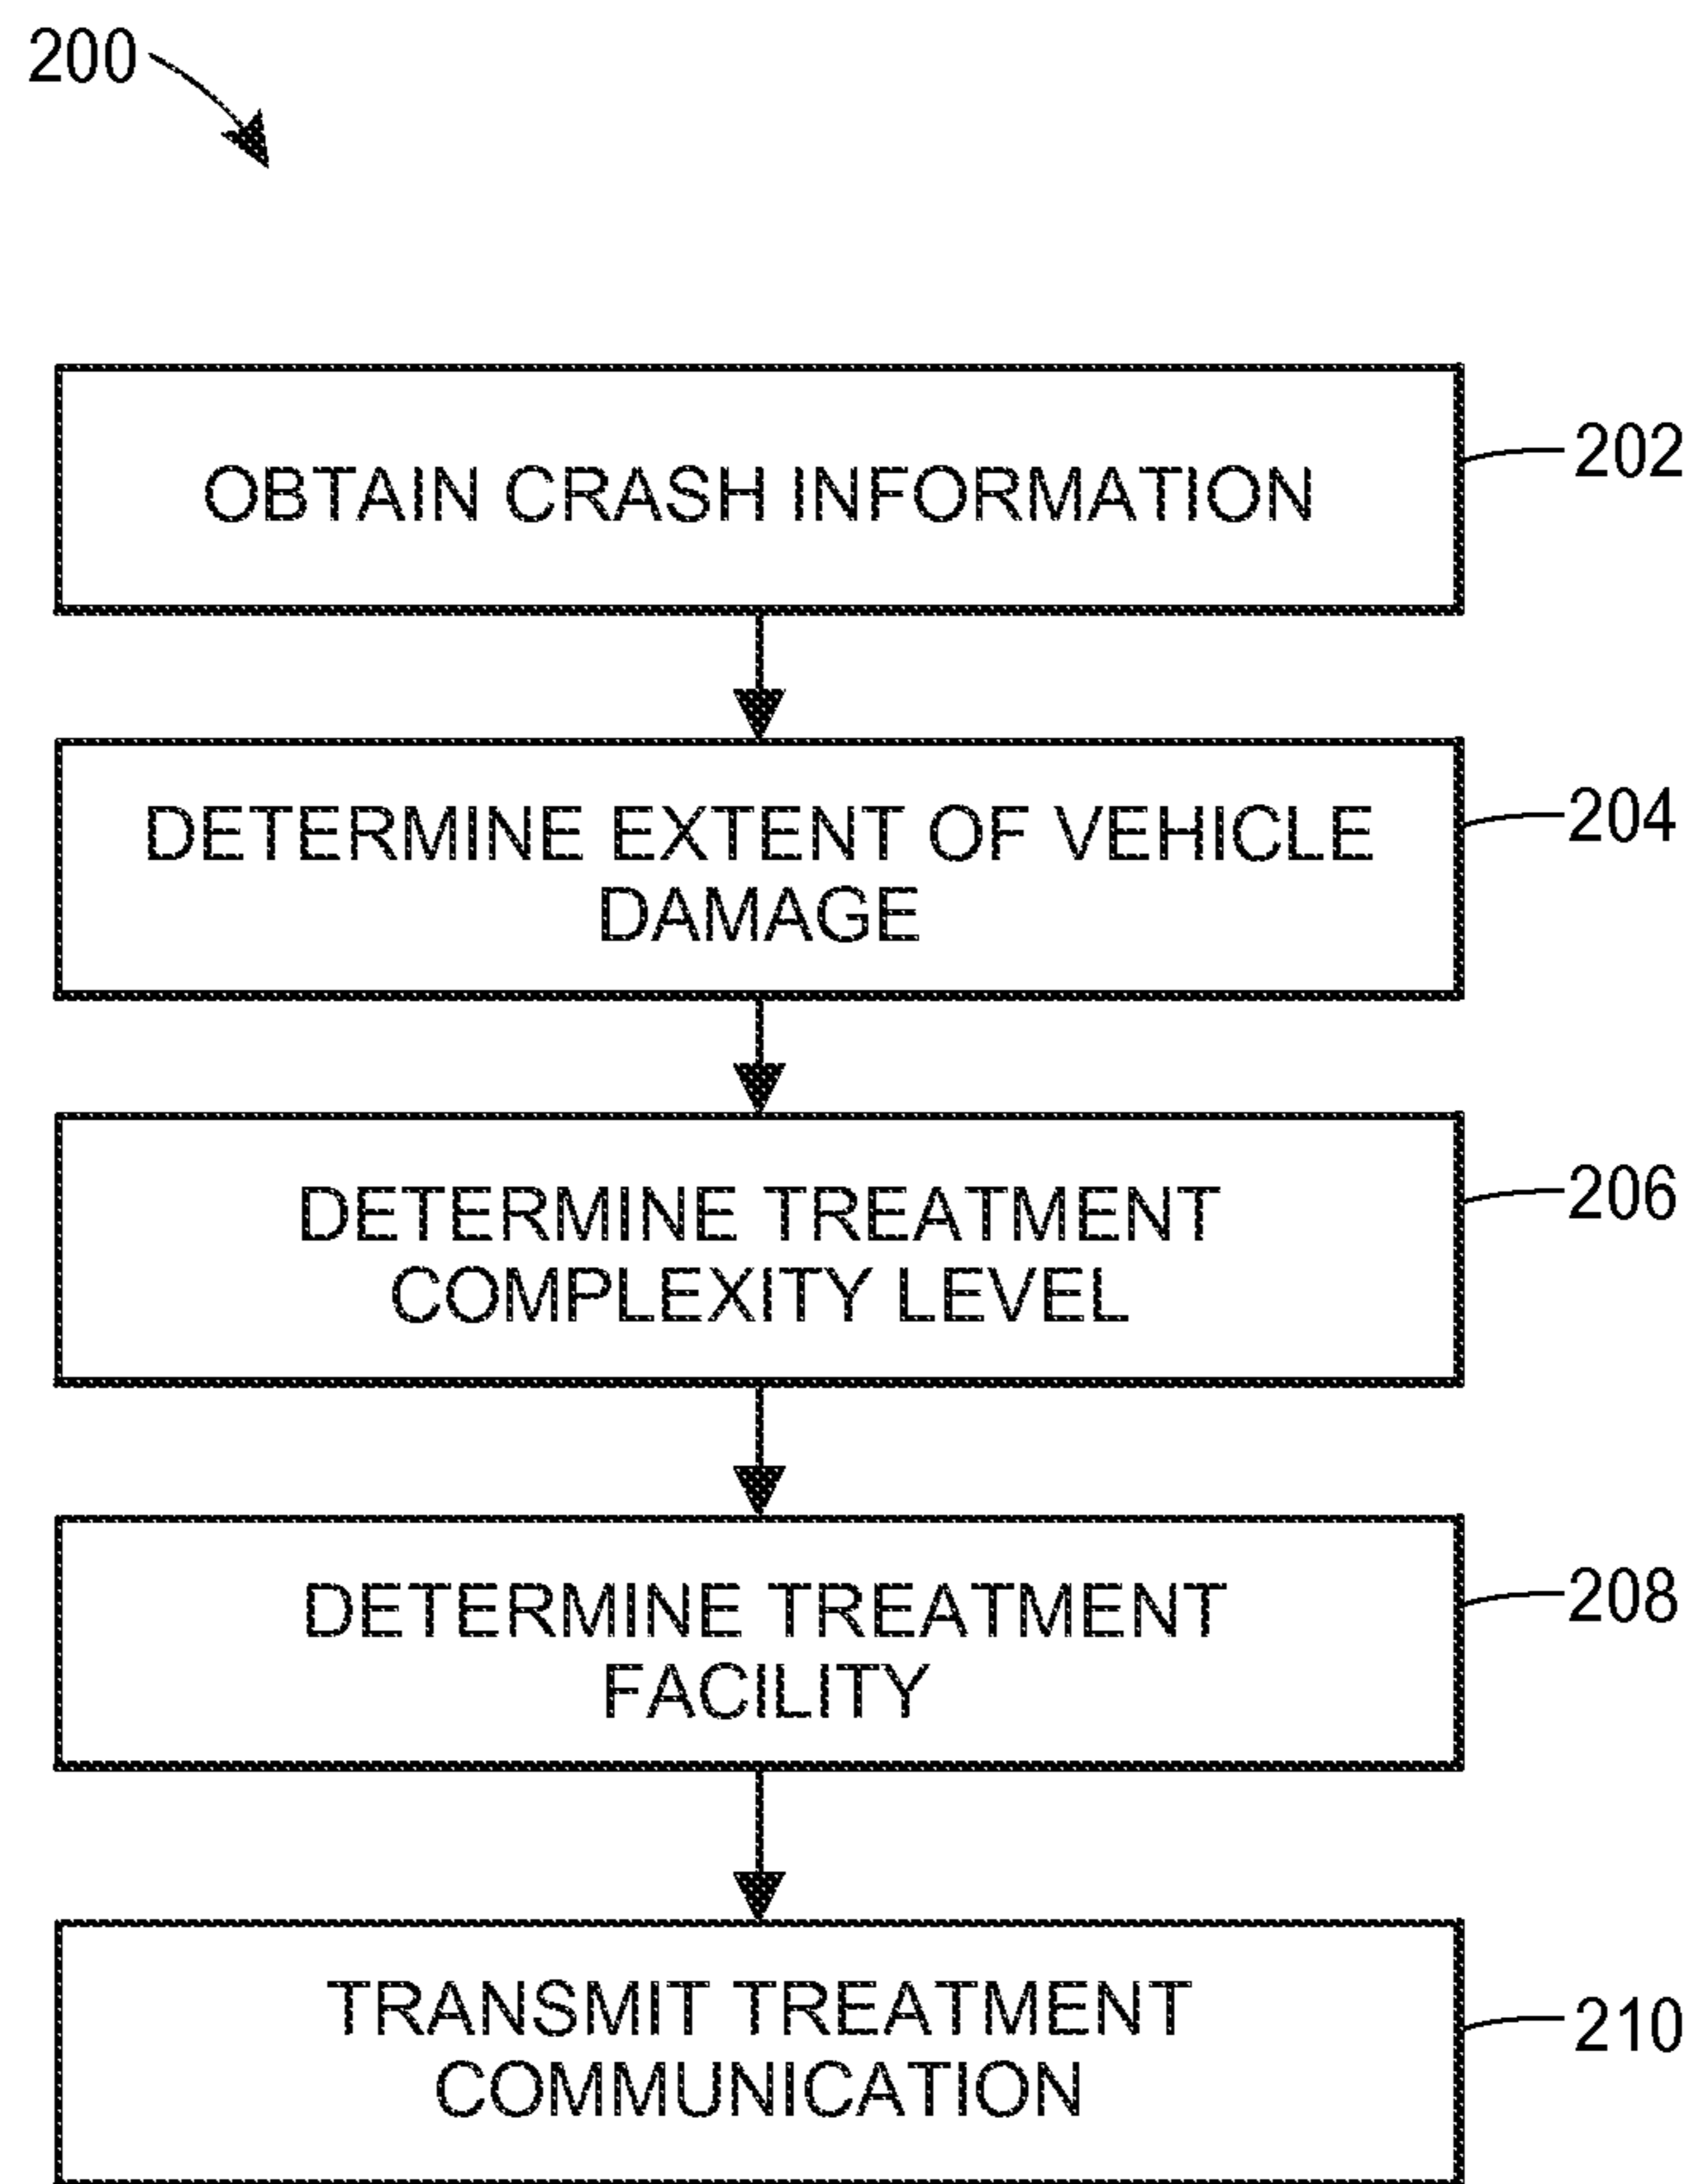 200
OBTAIN CRASH INFORMATION
202
DETERMINE EXTENT OF VEHICLE
DAMAGE
204
DETERMINE TREATMENT
COMPLEXITY LEVEL
206
DETERMINE TREATMENT
FACILITY
208
TRANSMIT TREATMENT
COMMUNICATION
210